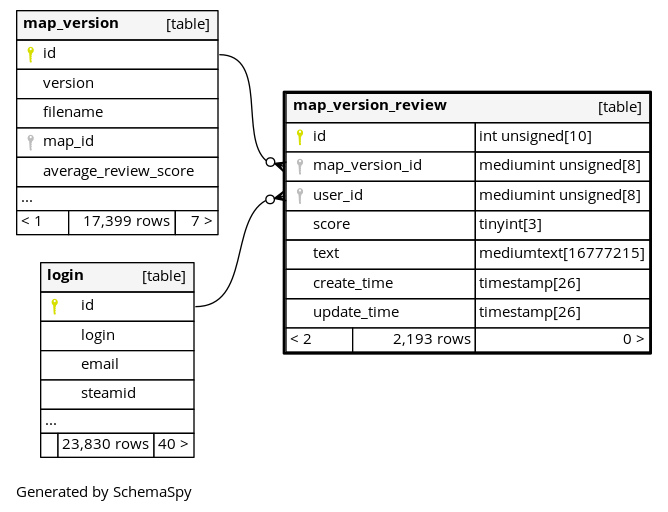 map_version [table]
id
version
filename
map_id
average_review_score
...
< 1 17,399 rows 7 >
map_version_review [table]
id int unsigned[10]
map_version_id mediumint unsigned[8]
user_id mediumint unsigned[8]
score tinyint[3]
text mediumtext[16777215]
create_time timestamp[26]
update_time timestamp[26]
< 2 2,193 rows 0 >
login [table]
id
login
email
steamid
...
23,830 rows 40 >
Generated by SchemaSpy